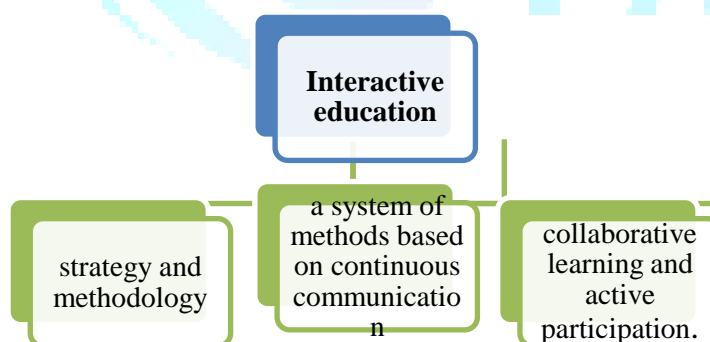 Interactive
education
strategy and
methodology
a system of
methods based
on continuous
communicatio
n
collaborative
learning and
active
participation.